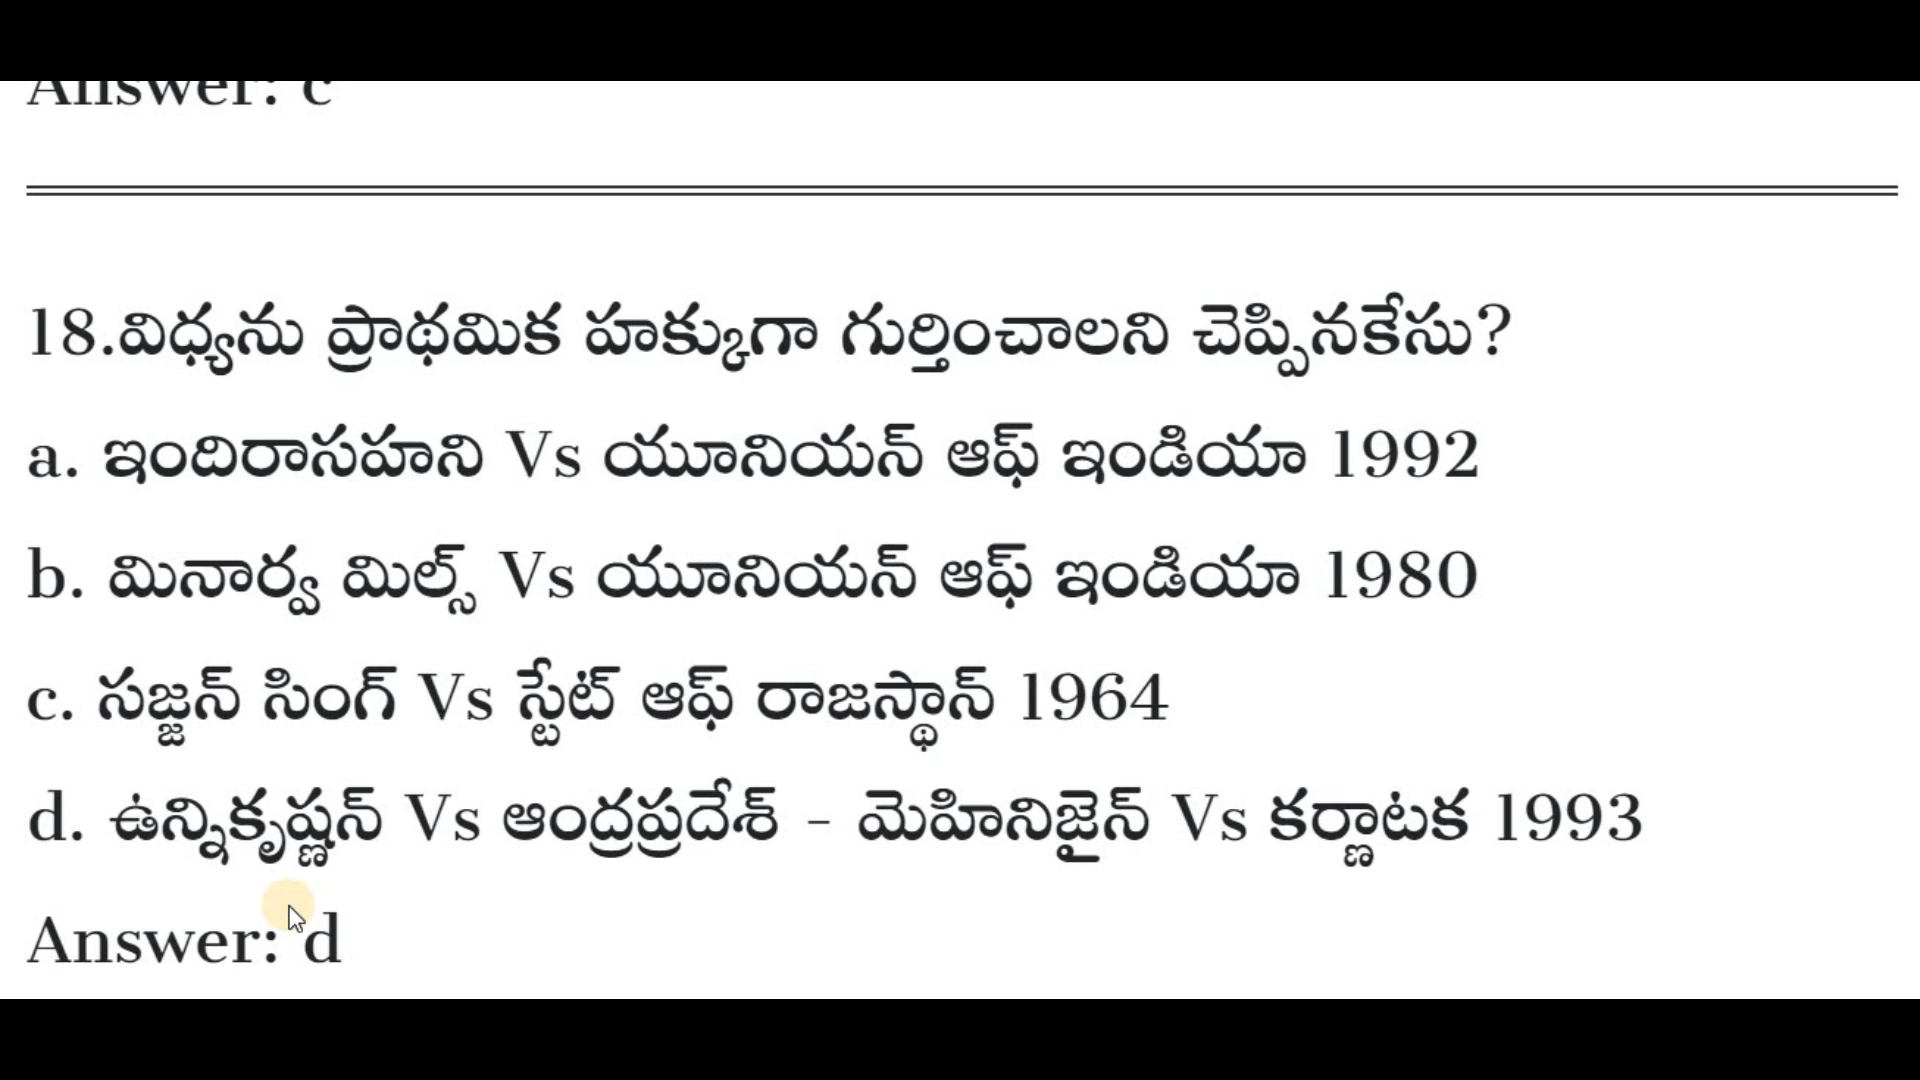 Answer: c
18.విధ్యను ప్రాథమిక హక్కుగా గుర్తించాలని చెప్పినకేసు?
a. ఇందిరాసహని Vs యూనియన్ ఆఫ్ ఇండియా 1992
b. మినార్వ మిల్స్ Vs యూనియన్ ఆఫ్ ఇండియా 1980
c. సజ్జన్ సింగ్ Vs స్టేట్ ఆఫ్ రాజస్థాన్ 1964
d. ఉన్నికృష్ణన్ Vs ఆంద్రప్రదేశ్ - మెహినిజైన్ Vs కర్ణాటక 1993
Answer: d